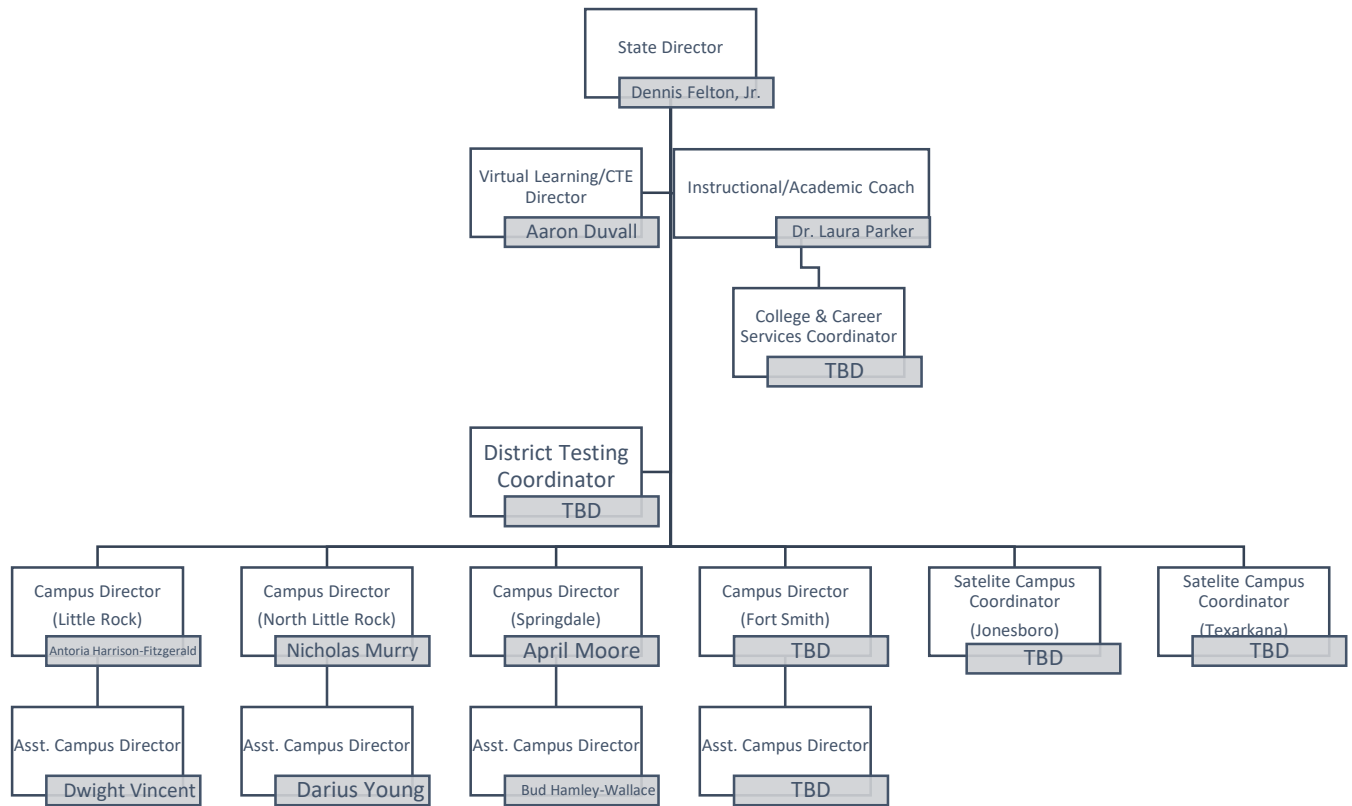 State Director
Dennis Felton, Jr.
Virtual Learning/CTE
Director
Aaron Duvall
Instructional/Academic Coach
Dr. Laura Parker
College & Career
Services Coordinator
TBD
District Testing
Coordinator
TBD
Campus Director
(Little Rock)
Antoria Harrison-Fitzgerald
Campus Director
(North Little Rock)
Nicholas Murry
Campus Director
(Springdale)
April Moore
Campus Director
(Fort Smith)
TBD
Satelite Campus
Coordinator
(Jonesboro)
TBD
Satelite Campus
Coordinator
(Texarkana)
TBD
Asst. Campus Director
Dwight Vincent
Asst. Campus Director
Darius Young
Asst. Campus Director
Bud Hamley-Wallace
Asst. Campus Director
TBD